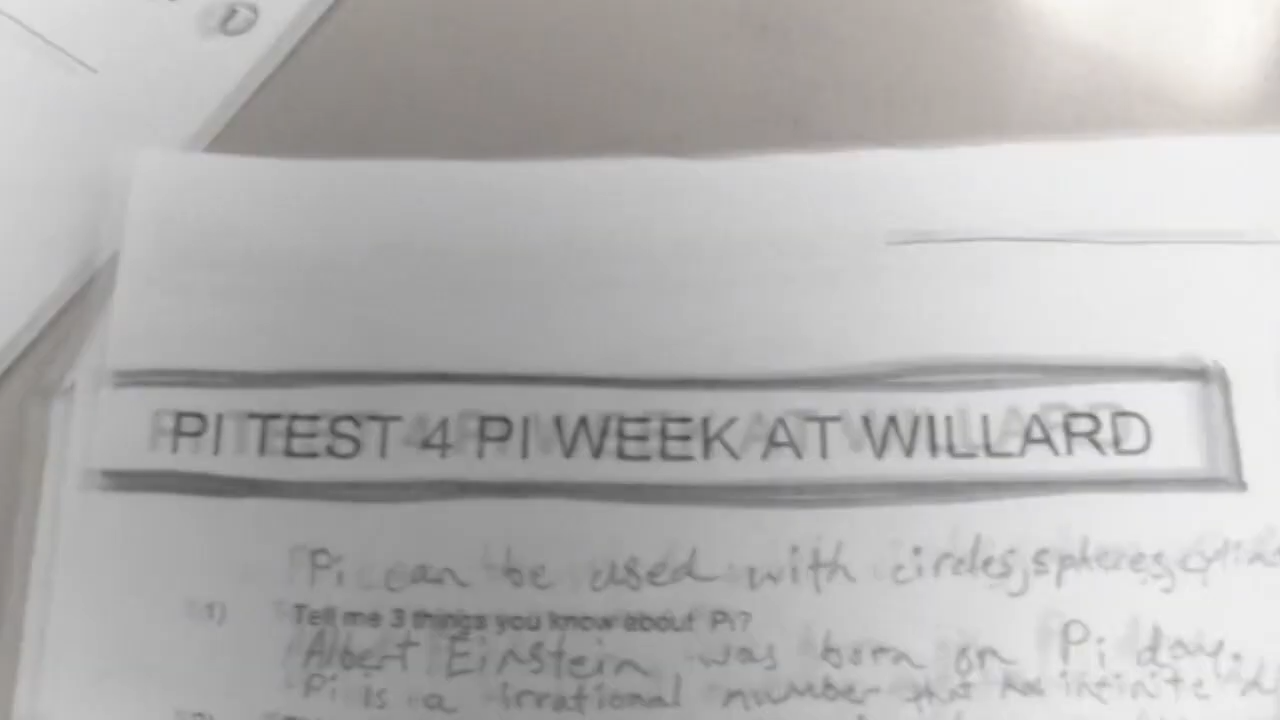 PI TEST 4 PI WEEK AT WILLARD
Pi can be used with circles, spheres,
1) Tell me 3 things you know about Pi?
Albert Einstein was born on Pi day.
Pi is a irrational number that has infinite